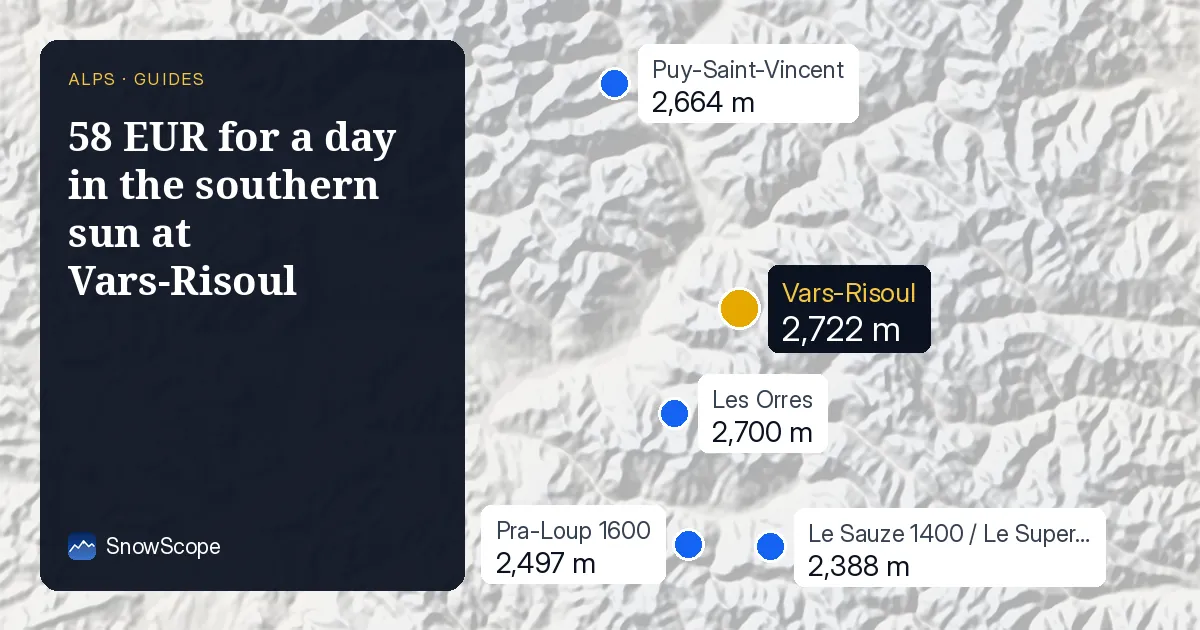 ALPS · GUIDES
58 EUR for a day
in the southern
sun at
Vars-Risoul
SnowScope
Puy-Saint-Vincent
2,664 m
Vars-Risoul
2,722 m
Les Orres
2,700 m
Pra-Loup 1600
2,497 m
Le Sauze 1400 / Le Super...
2,388 m